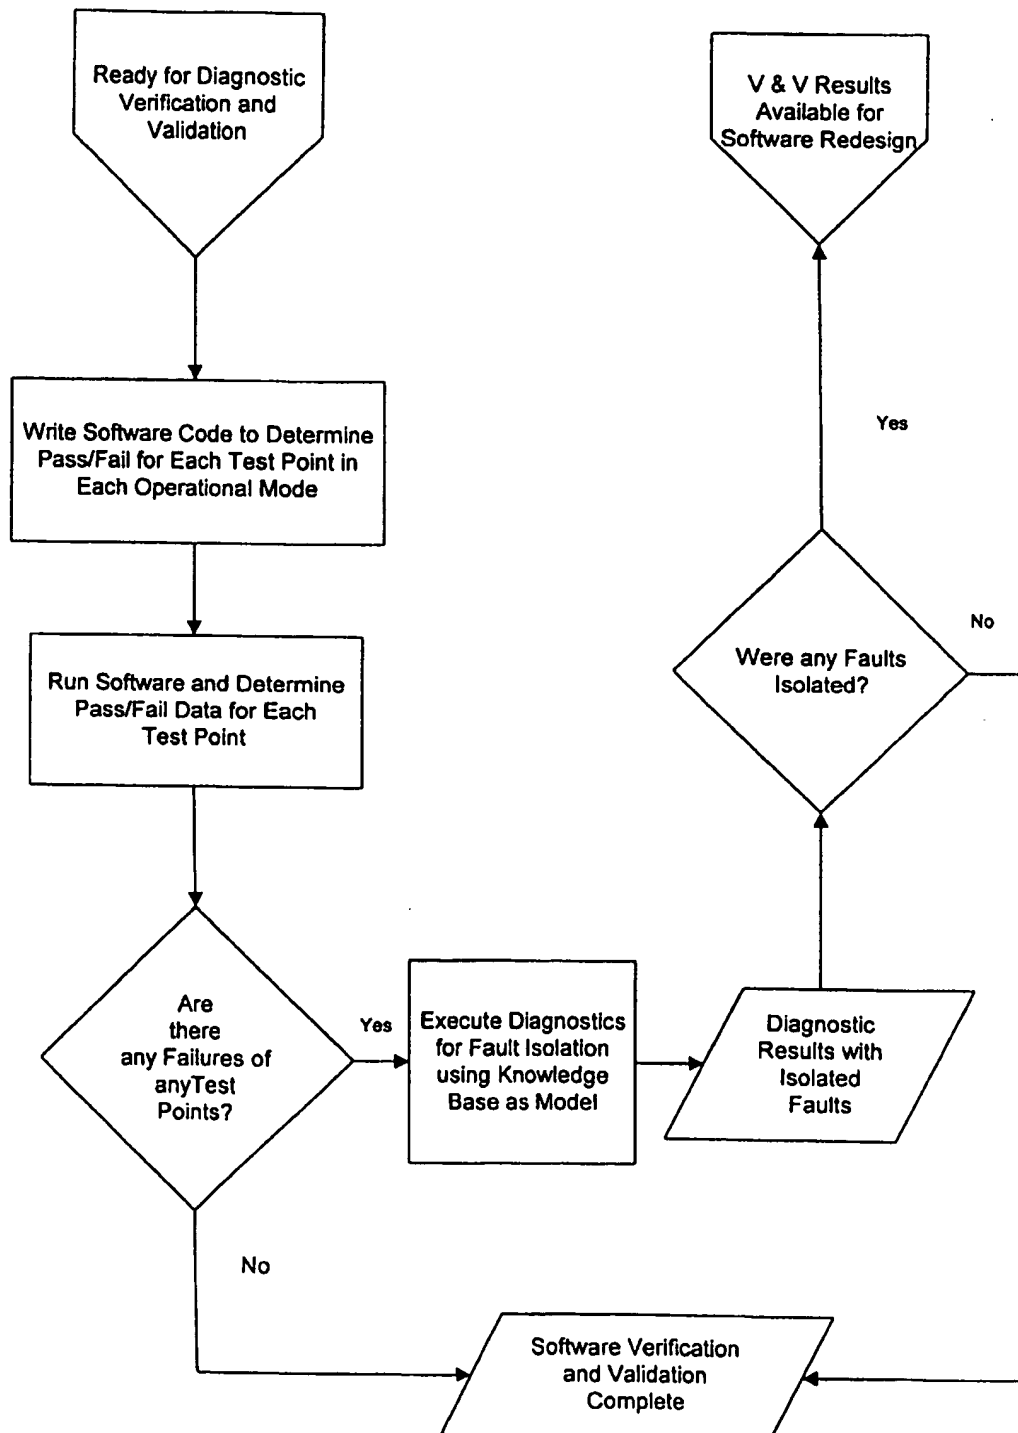 Ready for Diagnostic
Verification and
Validation
Write Software Code to Determine
Pass/Fail for Each Test Point in
Each Operational Mode
Run Software and Determine
Pass/Fail Data for Each
Test Point
Are
there
any Failures of
anyTest
Points?
Yes
No
Execute Diagnostics
for Fault Isolation
using Knowledge
Base as Model
Diagnostic
Results with
Isolated
Faults
Were any Faults
Isolated?
Yes
No
V & V Results
Available for
Software Redesign
Software Verification
and Validation
Complete